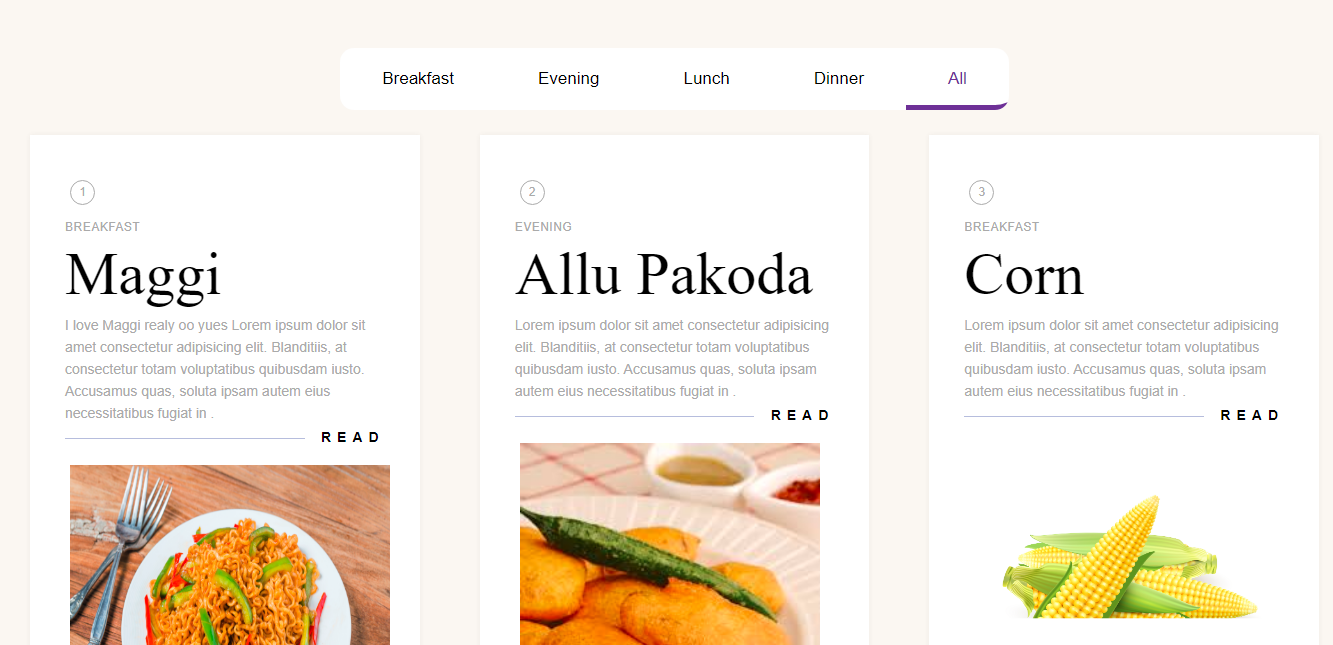 Breakfast
Evening
Lunch
Dinner
All
1
BREAKFAST
Maggi
I love Maggi realy oo yues Lorem ipsum dolor sit
amet consectetur adipisicing elit. Blanditiis, at
consectetur totam voluptatibus quibusdam iusto.
Accusamus quas, soluta ipsam autem eius
necessitatibus fugiat in .
READ
2
EVENING
Allu Pakoda
Lorem ipsum dolor sit amet consectetur adipisicing
elit. Blanditiis, at consectetur totam voluptatibus
quibusdam iusto. Accusamus quas, soluta ipsam
autem eius necessitatibus fugiat in .
READ
3
BREAKFAST
Corn
Lorem ipsum dolor sit amet consectetur adipisicing
elit. Blanditiis, at consectetur totam voluptatibus
quibusdam iusto. Accusamus quas, soluta ipsam
autem eius necessitatibus fugiat in .
READ